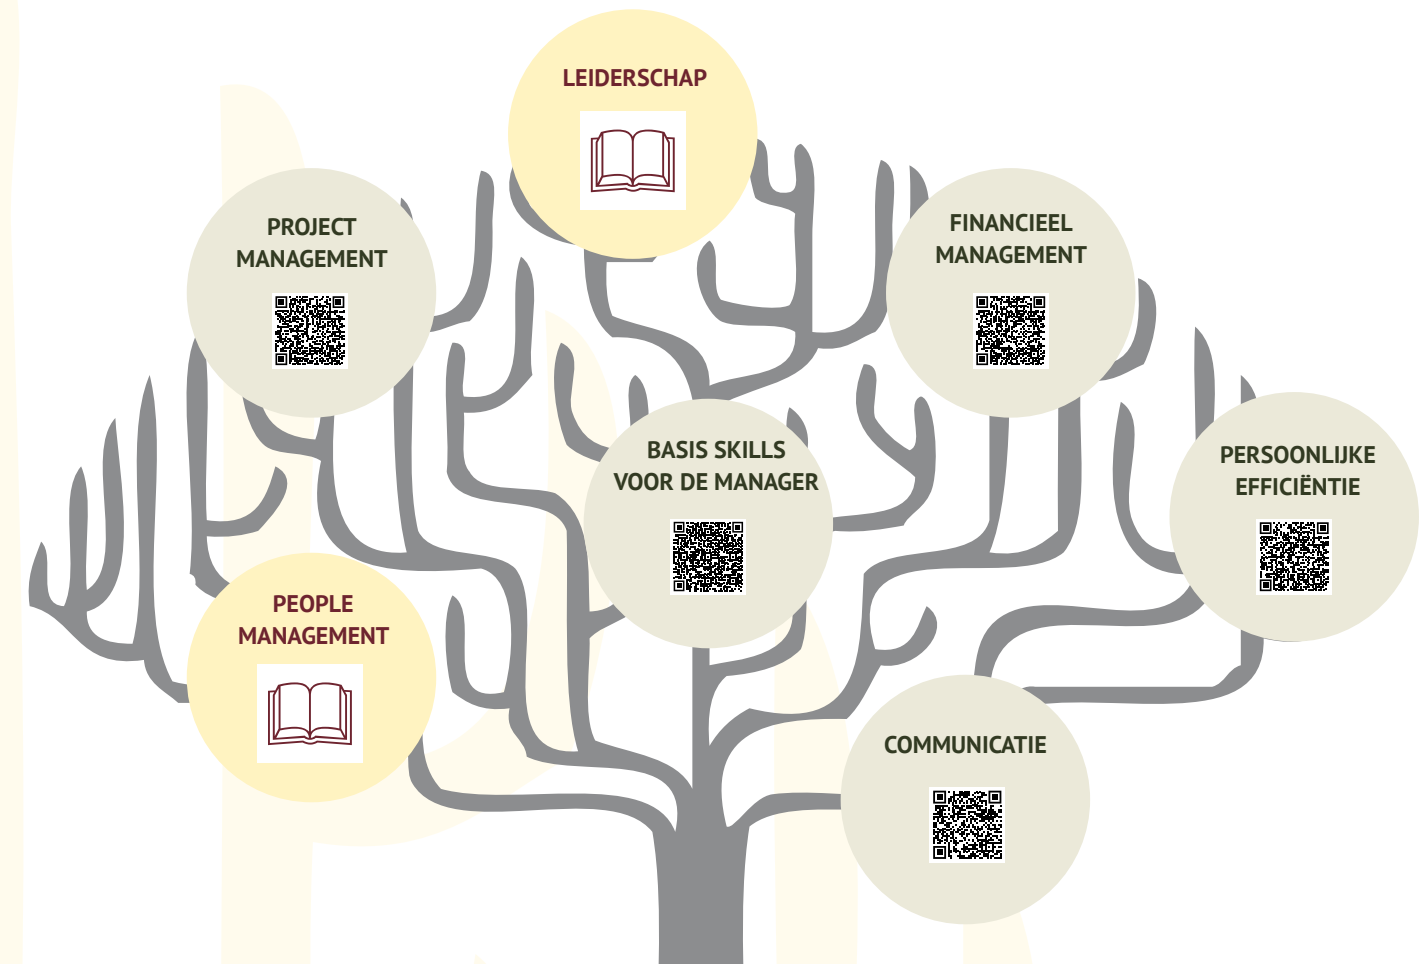 LEIDERSCHAP
PROJECT
MANAGEMENT
FINANCIEEL
MANAGEMENT
BASIS SKILLS
VOOR DE MANAGER
PERSOONLIJKE
EFFICIËNTIE
PEOPLE
MANAGEMENT
COMMUNICATIE